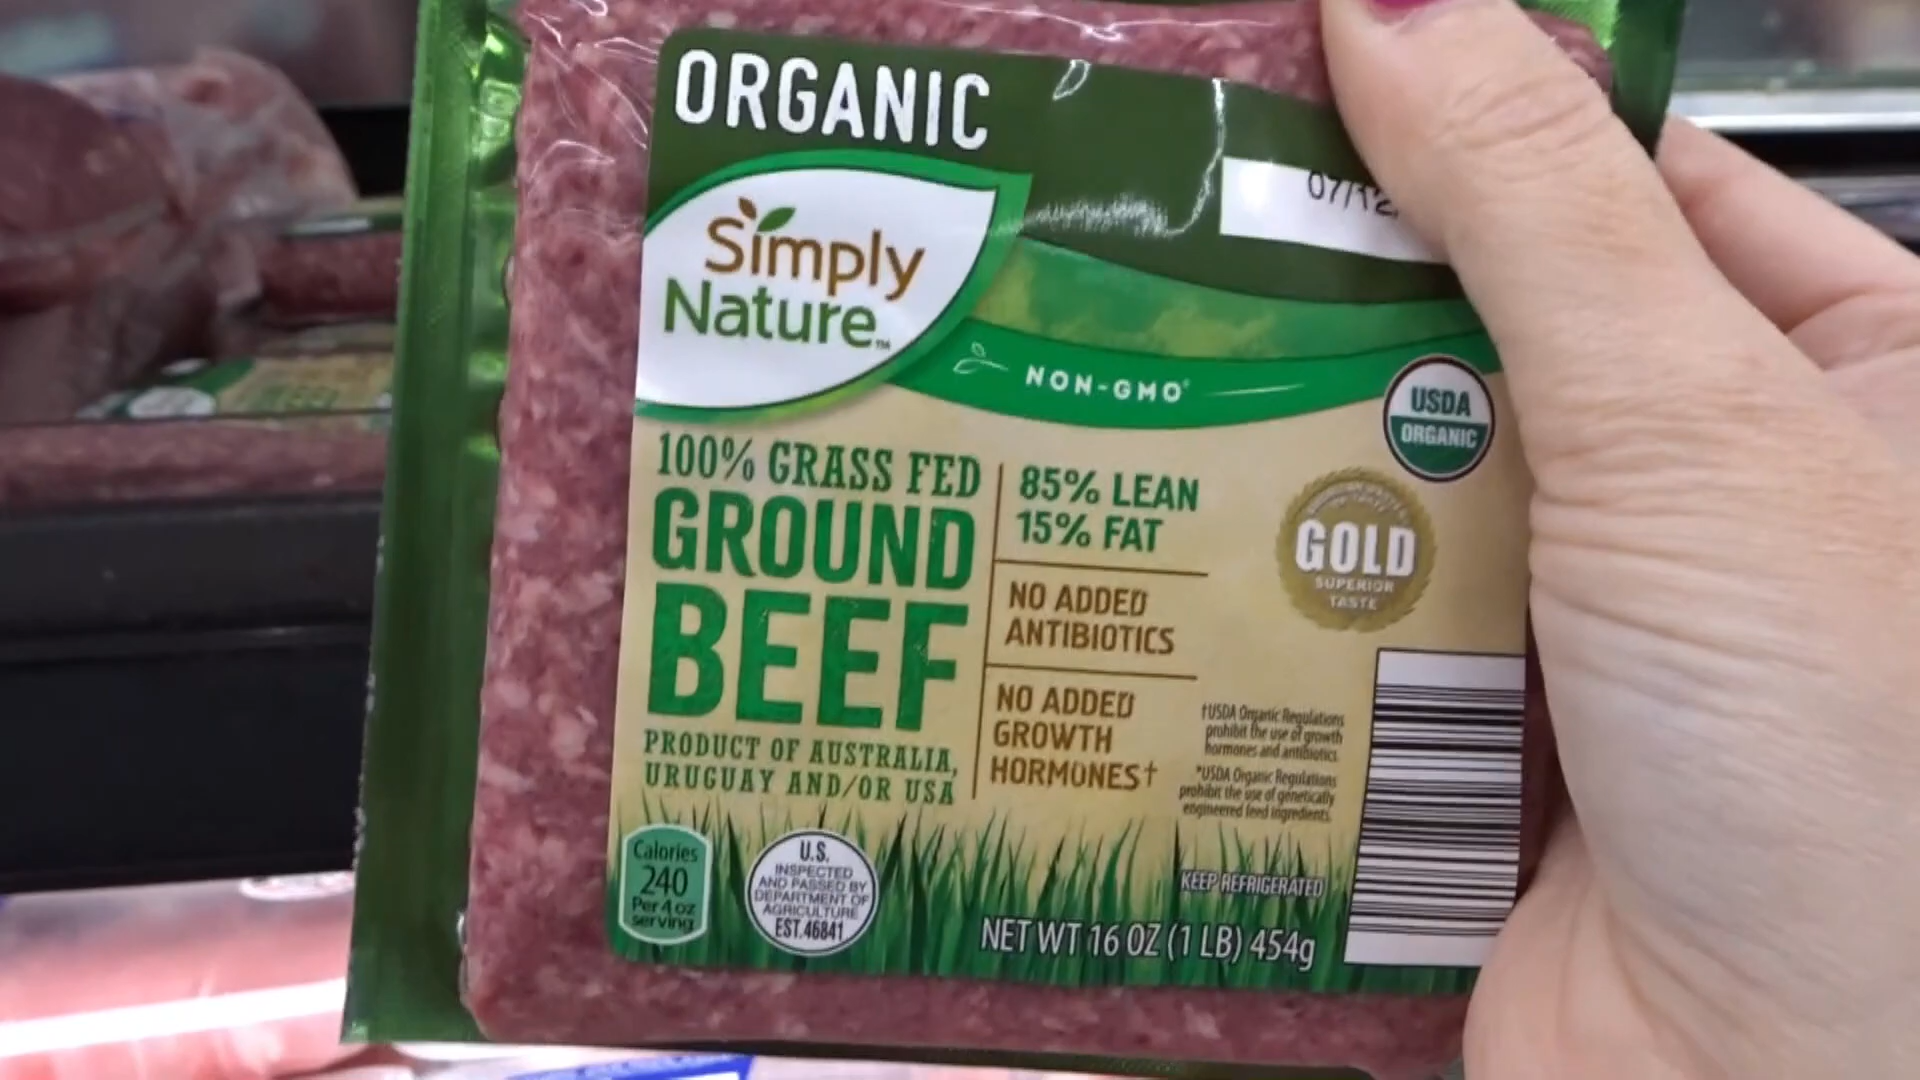 ORGANIC
07/12
Simply
Nature™
NON-GMO*
USDA
ORGANIC
100% GRASS FED
GROUND
BEEF
PRODUCT OF AUSTRALIA,
URUGUAY AND/OR USA
85% LEAN
15% FAT
NO ADDED
ANTIBIOTICS
NO ADDED
GROWTH
HORMONES†
GOLD
SUPERIOR
TASTE
†USDA Organic Regulations
prohibit the use of growth
hormones and antibiotics.
*USDA Organic Regulations
prohibit the use of genetically
engineered feed ingredients.
Calories
240
Per 4 oz
serving
U.S.
INSPECTED
AND PASSED BY
DEPARTMENT OF
AGRICULTURE
EST.46841
KEEP REFRIGERATED
NET WT 16 OZ (1 LB) 454g